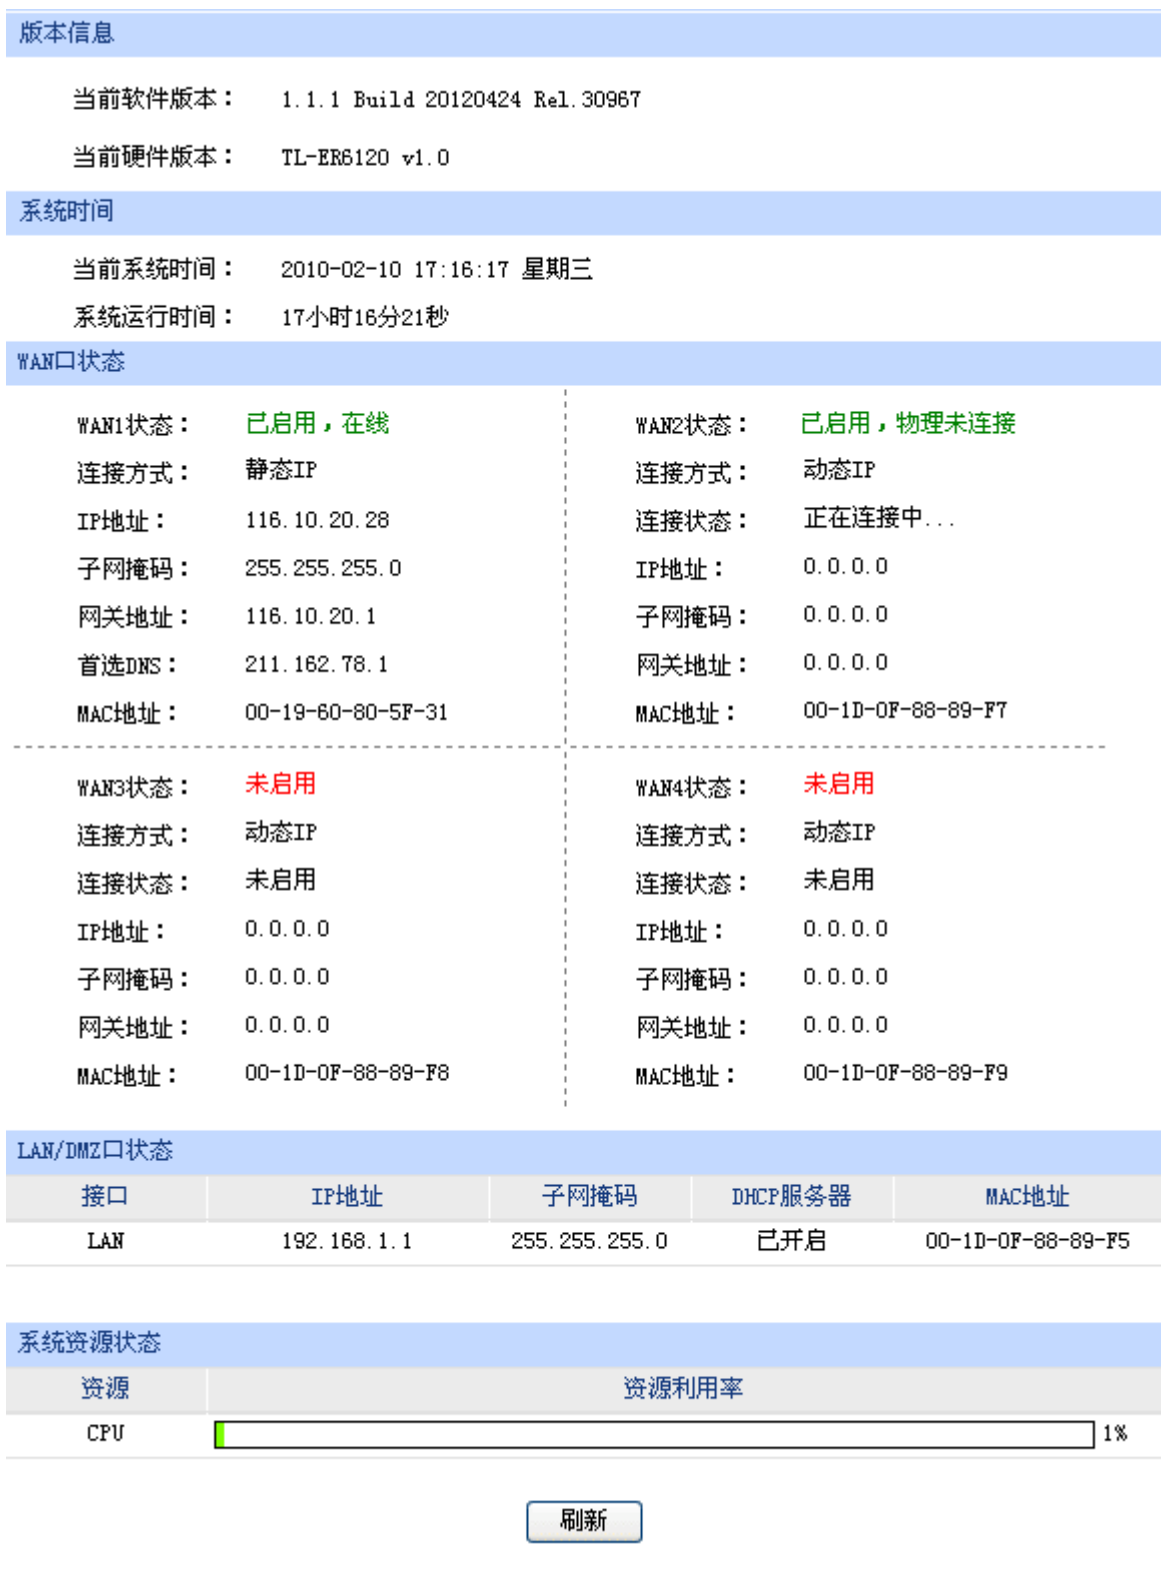 版本信息
当前软件版本： 1.1.1 Build 20120424 Rel.30967
当前硬件版本： TL-ER6120 v1.0
系统时间
当前系统时间： 2010-02-10 17:16:17 星期三
系统运行时间： 17小时16分21秒
WAN口状态
WAN1状态： 已启用，在线
连接方式： 静态IP
IP地址： 116.10.20.28
子网掩码： 255.255.255.0
网关地址： 116.10.20.1
首选DNS： 211.162.78.1
MAC地址： 00-19-60-80-5F-31
WAN2状态： 已启用，物理未连接
连接方式： 动态IP
连接状态： 正在连接中...
IP地址： 0.0.0.0
子网掩码： 0.0.0.0
网关地址： 0.0.0.0
MAC地址： 00-1D-0F-88-89-F7
WAN3状态： 未启用
连接方式： 动态IP
连接状态： 未启用
IP地址： 0.0.0.0
子网掩码： 0.0.0.0
网关地址： 0.0.0.0
MAC地址： 00-1D-0F-88-89-F8
WAN4状态： 未启用
连接方式： 动态IP
连接状态： 未启用
IP地址： 0.0.0.0
子网掩码： 0.0.0.0
网关地址： 0.0.0.0
MAC地址： 00-1D-0F-88-89-F9
LAN/DMZ口状态
接口 IP地址 子网掩码 DHCP服务器 MAC地址
LAN 192.168.1.1 255.255.255.0 已开启 00-1D-0F-88-89-F5
系统资源状态
资源 资源利用率
CPU 1%
刷新